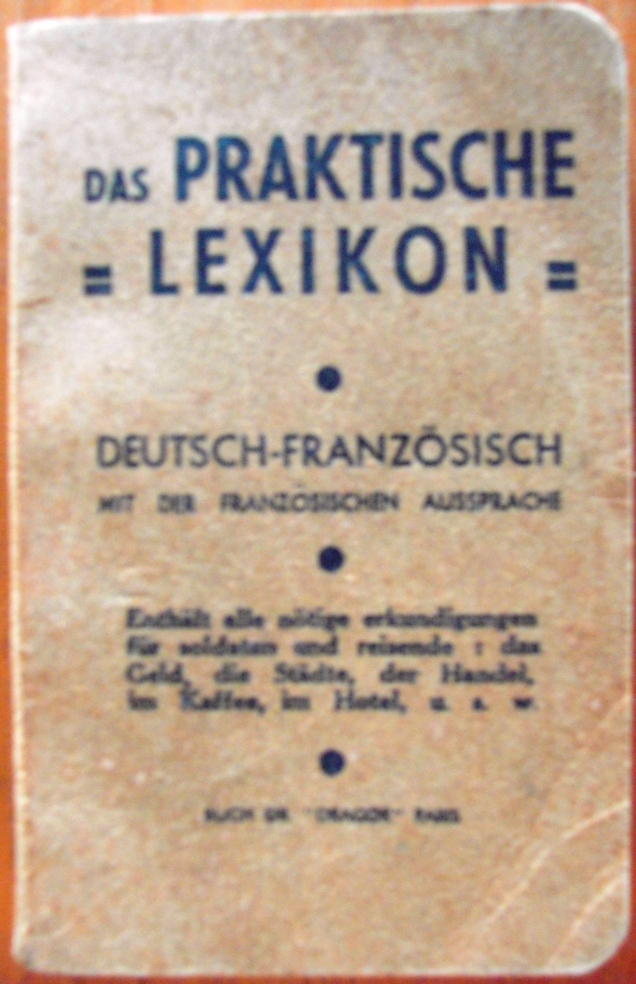 DAS PRAKTISCHE
= LEXIKON =
DEUTSCH-FRANZÖSISCH
MIT DER FRANZÖSISCHEN AUSSPRACHE
Enthält alle nötige erkundigungen
für soldaten und reisende : das
Geld, die Städte, der Handel,
im Kaffee, im Hotel, u. s. w.
BUCH PARIS